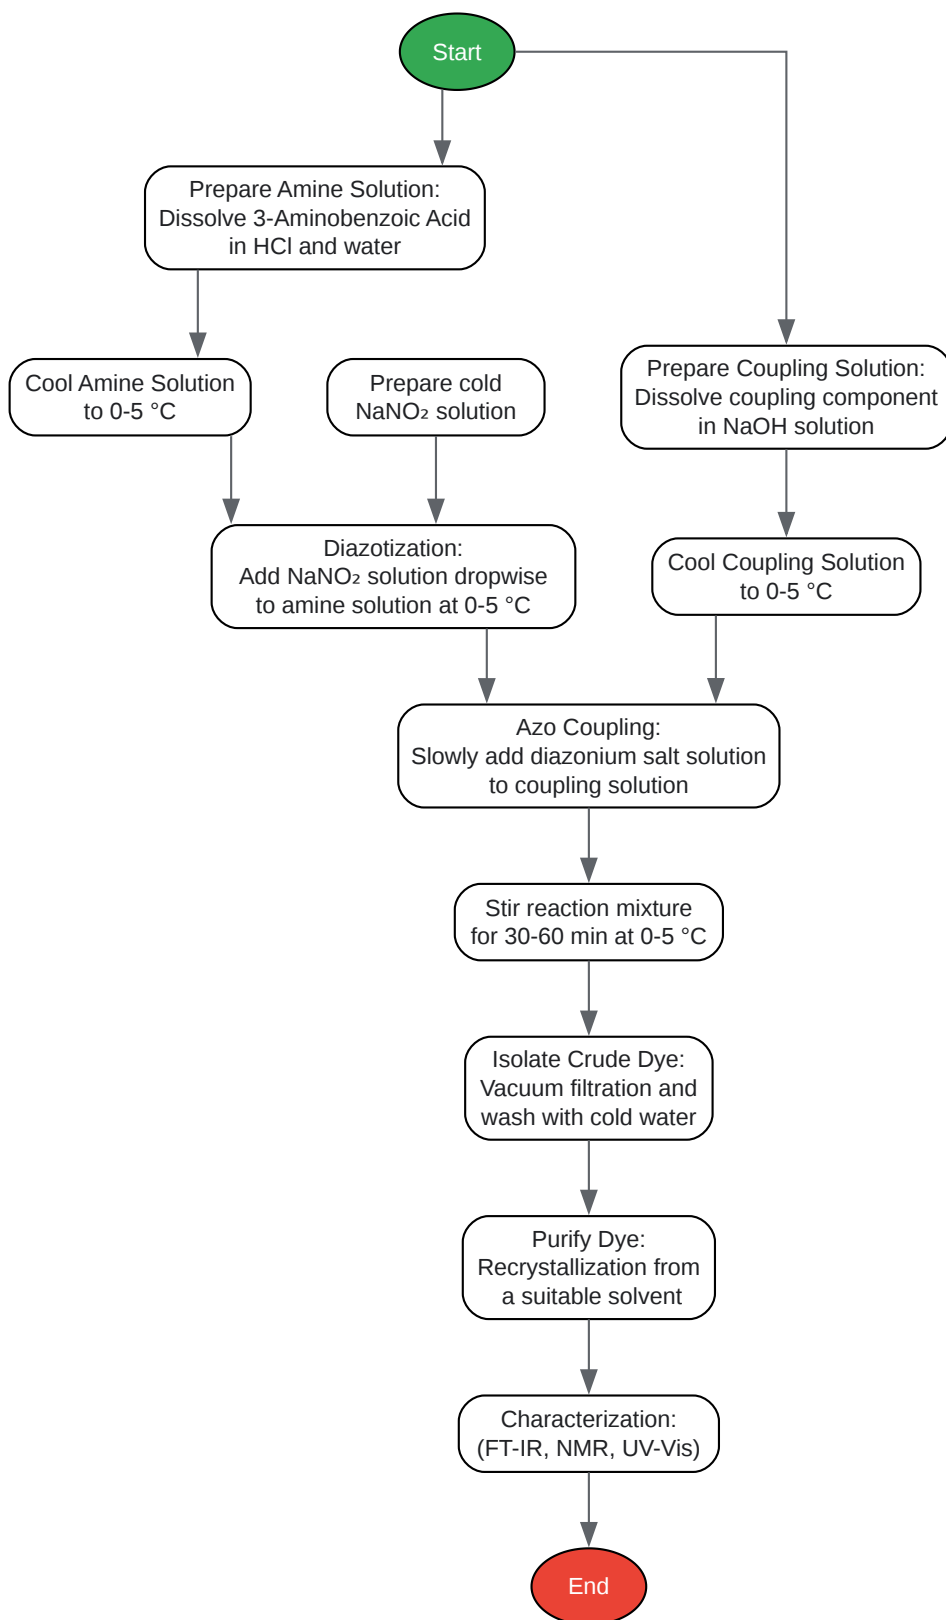 Start
Prepare Amine Solution:
Dissolve 3-Aminobenzoic Acid
in HCl and water
Cool Amine Solution
to 0-5 °C
Prepare cold
NaNO₂ solution
Prepare Coupling Solution:
Dissolve coupling component
in NaOH solution
Diazotization:
Add NaNO₂ solution dropwise
to amine solution at 0-5 °C
Cool Coupling Solution
to 0-5 °C
Azo Coupling:
Slowly add diazonium salt solution
to coupling solution
Stir reaction mixture
for 30-60 min at 0-5 °C
Isolate Crude Dye:
Vacuum filtration and
wash with cold water
Purify Dye:
Recrystallization from
a suitable solvent
Characterization:
(FT-IR, NMR, UV-Vis)
End